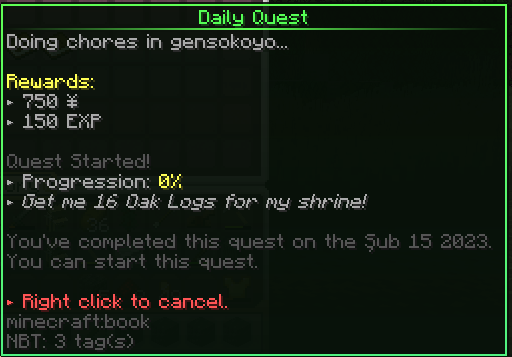 Daily Quest
Doing chores in gensokoyo...
Rewards:
▸ 750 ¥
▸ 150 EXP
Quest Started!
▸ Progression: 0%
▸ Get me 16 Oak Logs for my shrine!
You've completed this quest on the Şub 15 2023.
You can start this quest.
▸ Right click to cancel.
minecraft:book
NBT: 3 tag(s)